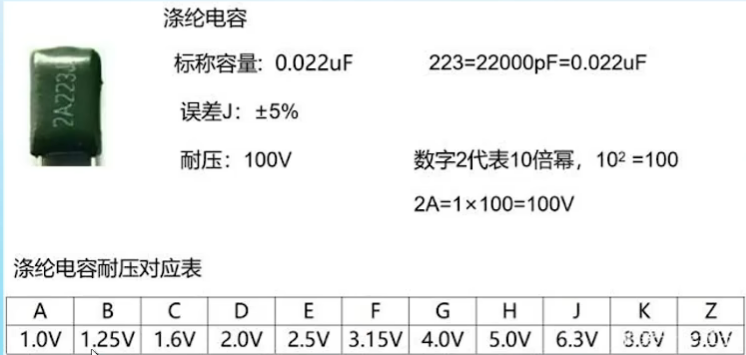 涤纶电容
标称容量: 0.022uF 223=22000pF=0.022uF
2A223J
误差J: ±5%
耐压: 100V 数字2代表10倍幂, 10² =100
2A=1×100=100V
涤纶电容耐压对应表
A B C D E F G H J K Z
1.0V 1.25V 1.6V 2.0V 2.5V 3.15V 4.0V 5.0V 6.3V 8.0V 9.0V